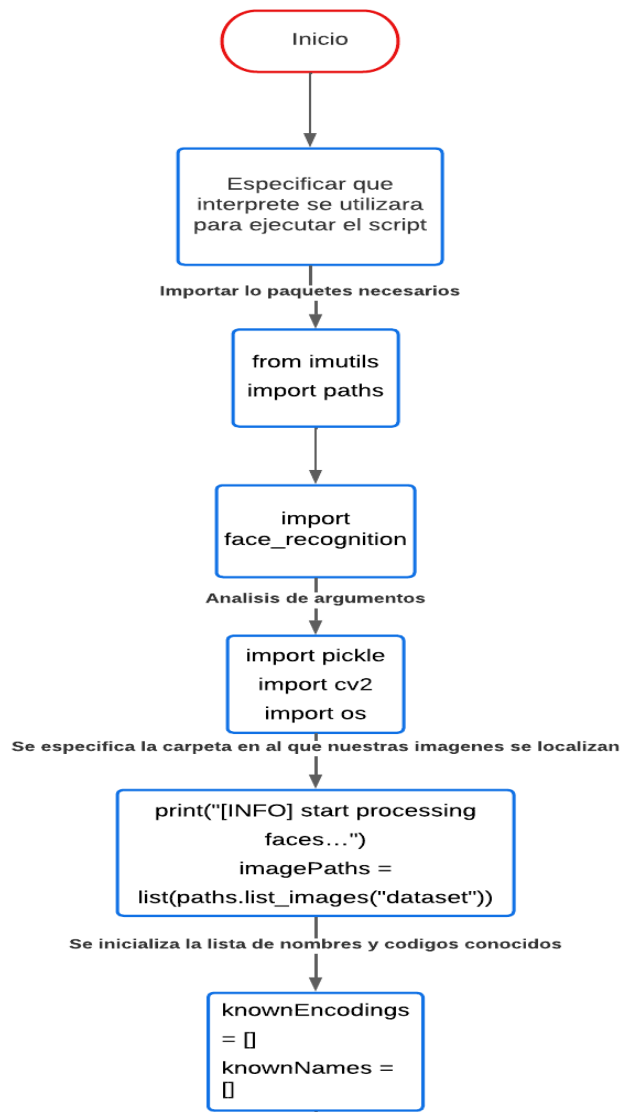 Inicio
Especificar que
interprete se utilizara
para ejecutar el script
Importar lo paquetes necesarios
from imutils
import paths
import
face_recognition
Analisis de argumentos
import pickle
import cv2
import os
Se especifica la carpeta en al que nuestras imagenes se localizan
print("[INFO] start processing
faces...")
imagePaths =
list(paths.list_images("dataset"))
Se inicializa la lista de nombres y codigos conocidos
knownEncodings
= []
knownNames =
[]